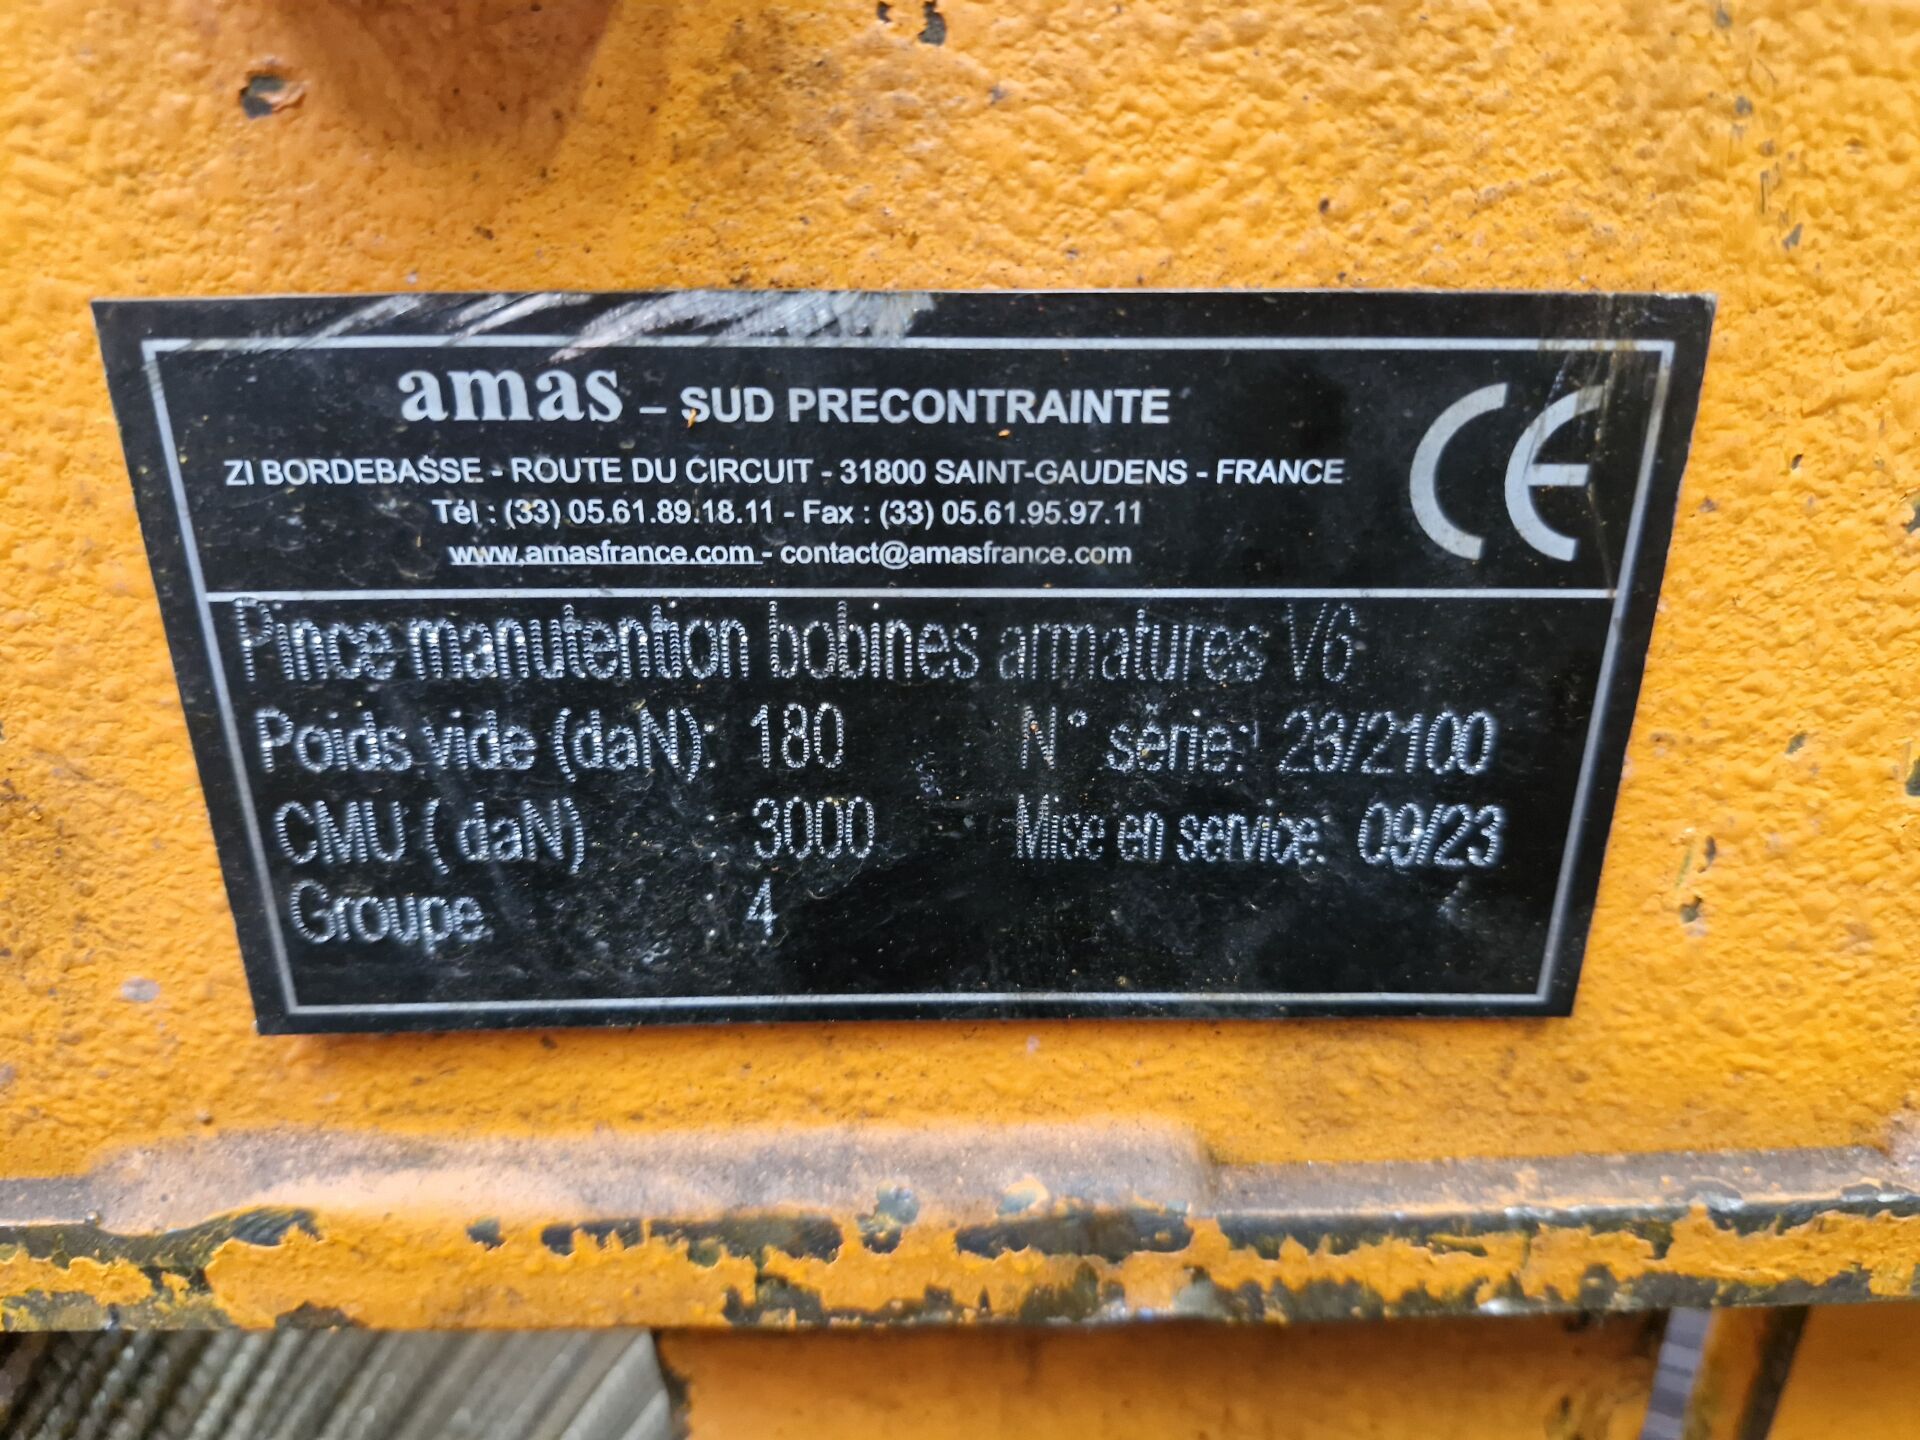 amas – SUD PRECONTRAINTE
ZI BORDEBASSE - ROUTE DU CIRCUIT - 31800 SAINT-GAUDENS - FRANCE
Tél : (33) 05.61.89.18.11 - Fax : (33) 05.61.95.97.11
www.amasfrance.com - contact@amasfrance.com
CE
Pince manutention bobines armatures V6
Poids vide (daN): 180 N° série: 23/2100
CMU ( daN) : 3000 Mise en service: 09/23
Groupe: 4